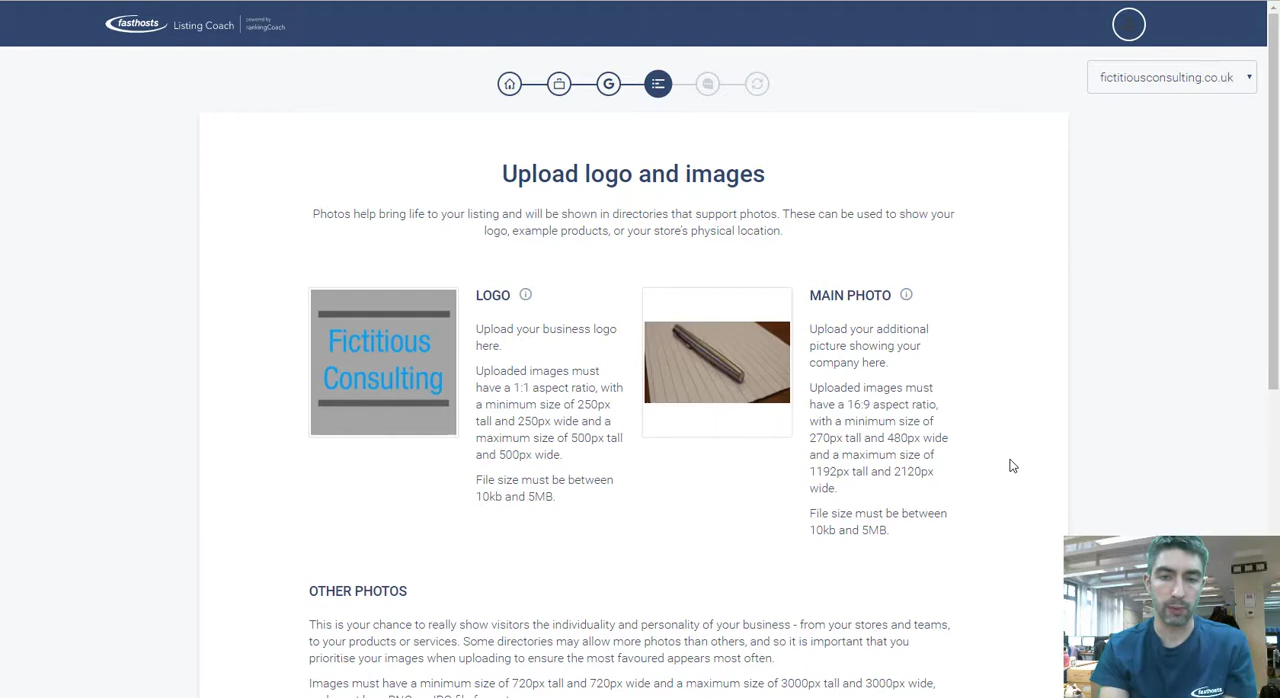 fasthosts Listing Coach powered by rankingCoach
fictitiousconsulting.co.uk
G
Upload logo and images
Photos help bring life to your listing and will be shown in directories that support photos. These can be used to show your
logo, example products, or your store's physical location.
Fictitious
Consulting
LOGO
Upload your business logo
here.
Uploaded images must
have a 1:1 aspect ratio, with
a minimum size of 250px
tall and 250px wide and a
maximum size of 500px tall
and 500px wide.
File size must be between
10kb and 5MB.
MAIN PHOTO
Upload your additional
picture showing your
company here.
Uploaded images must
have a 16:9 aspect ratio,
with a minimum size of
270px tall and 480px wide
and a maximum size of
1192px tall and 2120px
wide.
File size must be between
10kb and 5MB.
OTHER PHOTOS
This is your chance to really show visitors the individuality and personality of your business - from your stores and teams,
to your products or services. Some directories may allow more photos than others, and so it is important that you
prioritise your images when uploading to ensure the most favoured appears most often.
Images must have a minimum size of 720px tall and 720px wide and a maximum size of 3000px tall and 3000px wide,
fasthosts